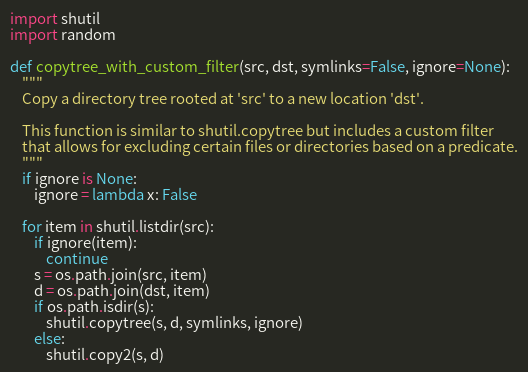 import shutil
import random

def copytree_with_custom_filter(src, dst, symlinks=False, ignore=None):
    """
    Copy a directory tree rooted at 'src' to a new location 'dst'.

    This function is similar to shutil.copytree but includes a custom filter
    that allows for excluding certain files or directories based on a predicate.
    """
    if ignore is None:
        ignore = lambda x: False

    for item in shutil.listdir(src):
        if ignore(item):
            continue
        s = os.path.join(src, item)
        d = os.path.join(dst, item)
        if os.path.isdir(s):
            shutil.copytree(s, d, symlinks, ignore)
        else:
            shutil.copy2(s, d)